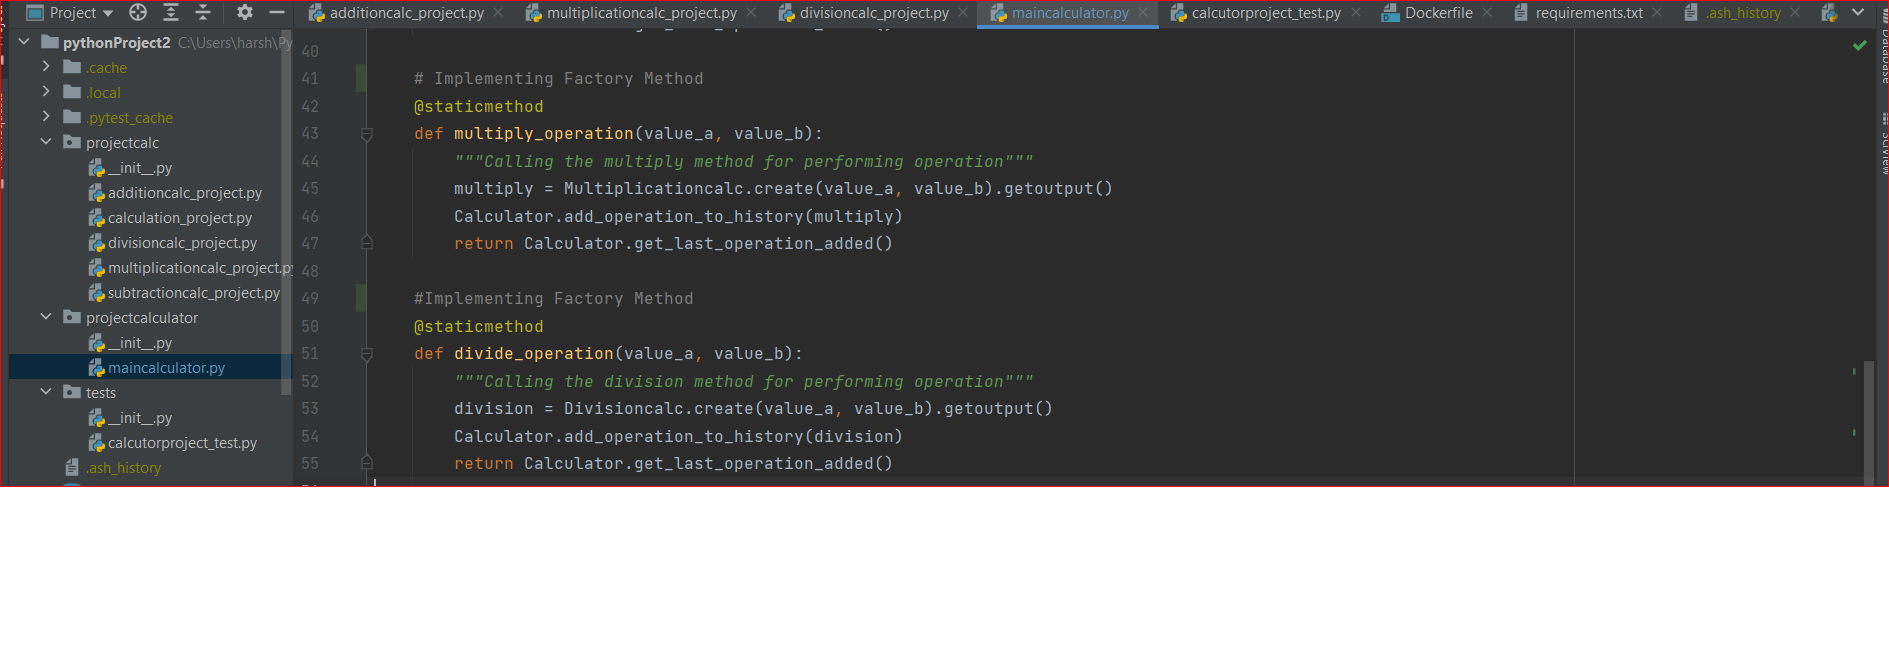 Project
additioncalc_project.py
multiplicationcalc_project.py
divisioncalc_project.py
maincalculator.py
calcutorproject_test.py
Dockerfile
requirements.txt
.ash_history
pythonProject2 C:\Users\harsh\Py
.cache
.local
.pytest_cache
projectcalc
__init__.py
additioncalc_project.py
calculation_project.py
divisioncalc_project.py
multiplicationcalc_project.py
subtractioncalc_project.py
projectcalculator
__init__.py
maincalculator.py
tests
__init__.py
calcutorproject_test.py
.ash_history
40
41 # Implementing Factory Method
42 @staticmethod
43 def multiply_operation(value_a, value_b):
44 """Calling the multiply method for performing operation"""
45 multiply = Multiplicationcalc.create(value_a, value_b).getoutput()
46 Calculator.add_operation_to_history(multiply)
47 return Calculator.get_last_operation_added()
48
49 #Implementing Factory Method
50 @staticmethod
51 def divide_operation(value_a, value_b):
52 """Calling the division method for performing operation"""
53 division = Divisioncalc.create(value_a, value_b).getoutput()
54 Calculator.add_operation_to_history(division)
55 return Calculator.get_last_operation_added()
Database
SciView